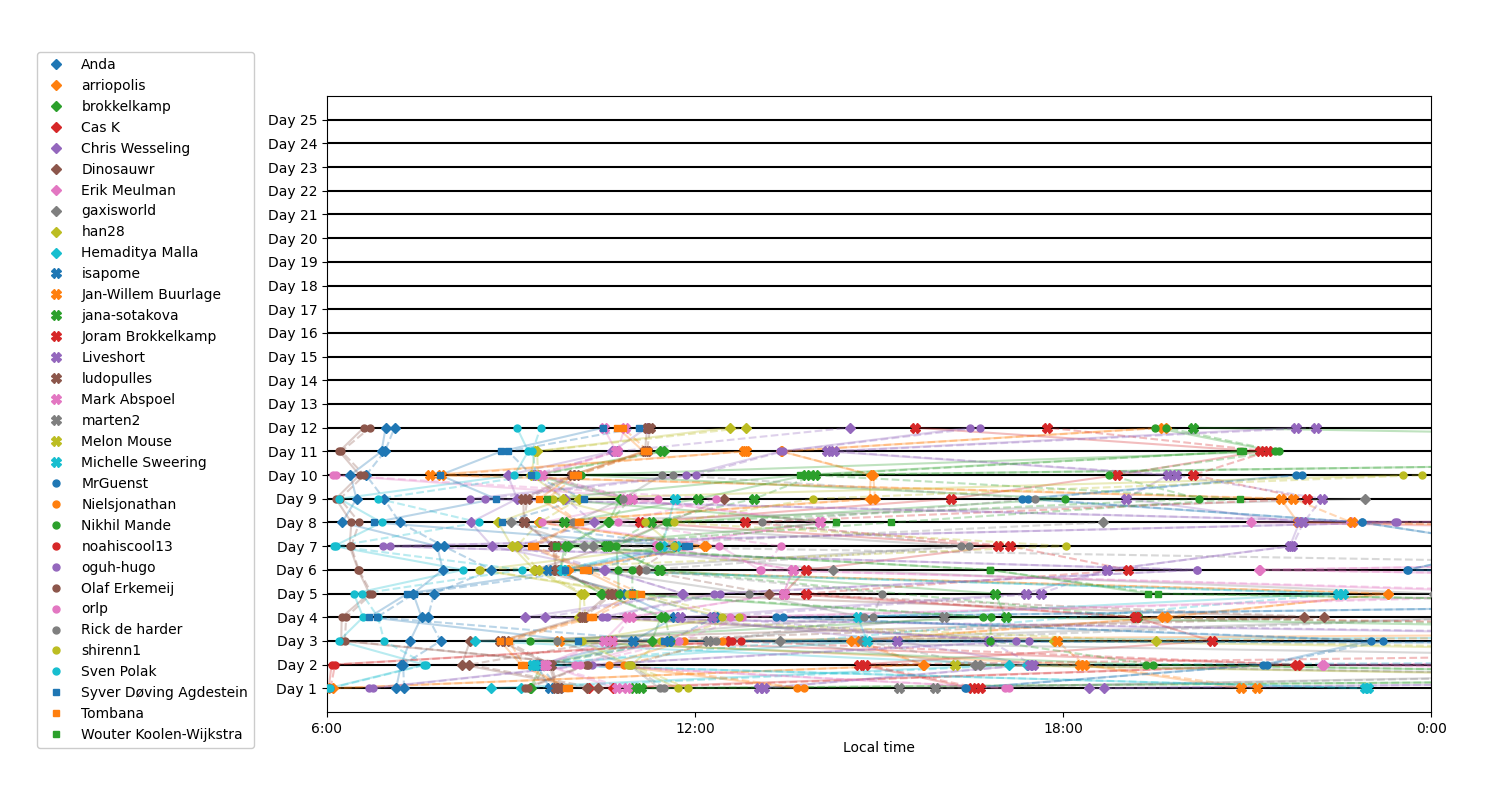 Anda
arriopolis
brokkelkamp
Cas K
Chris Wesseling
Dinosauwr
Erik Meulman
gaxisworld
han28
Hemaditya Malla
isapome
Jan-Willem Buurlage
jana-sotakova
Joram Brokkelkamp
Liveshort
ludopulles
Mark Abspoel
marten2
Melon Mouse
Michelle Sweering
MrGuenst
Nielsjonathan
Nikhil Mande
noahiscool13
oguh-hugo
Olaf Erkemeij
orlp
Rick de harder
shirenn1
Sven Polak
Syver Døving Agdestein
Tombana
Wouter Koolen-Wijkstra
Day 25
Day 24
Day 23
Day 22
Day 21
Day 20
Day 19
Day 18
Day 17
Day 16
Day 15
Day 14
Day 13
Day 12
Day 11
Day 10
Day 9
Day 8
Day 7
Day 6
Day 5
Day 4
Day 3
Day 2
Day 1
6:00 12:00 18:00 0:00
Local time